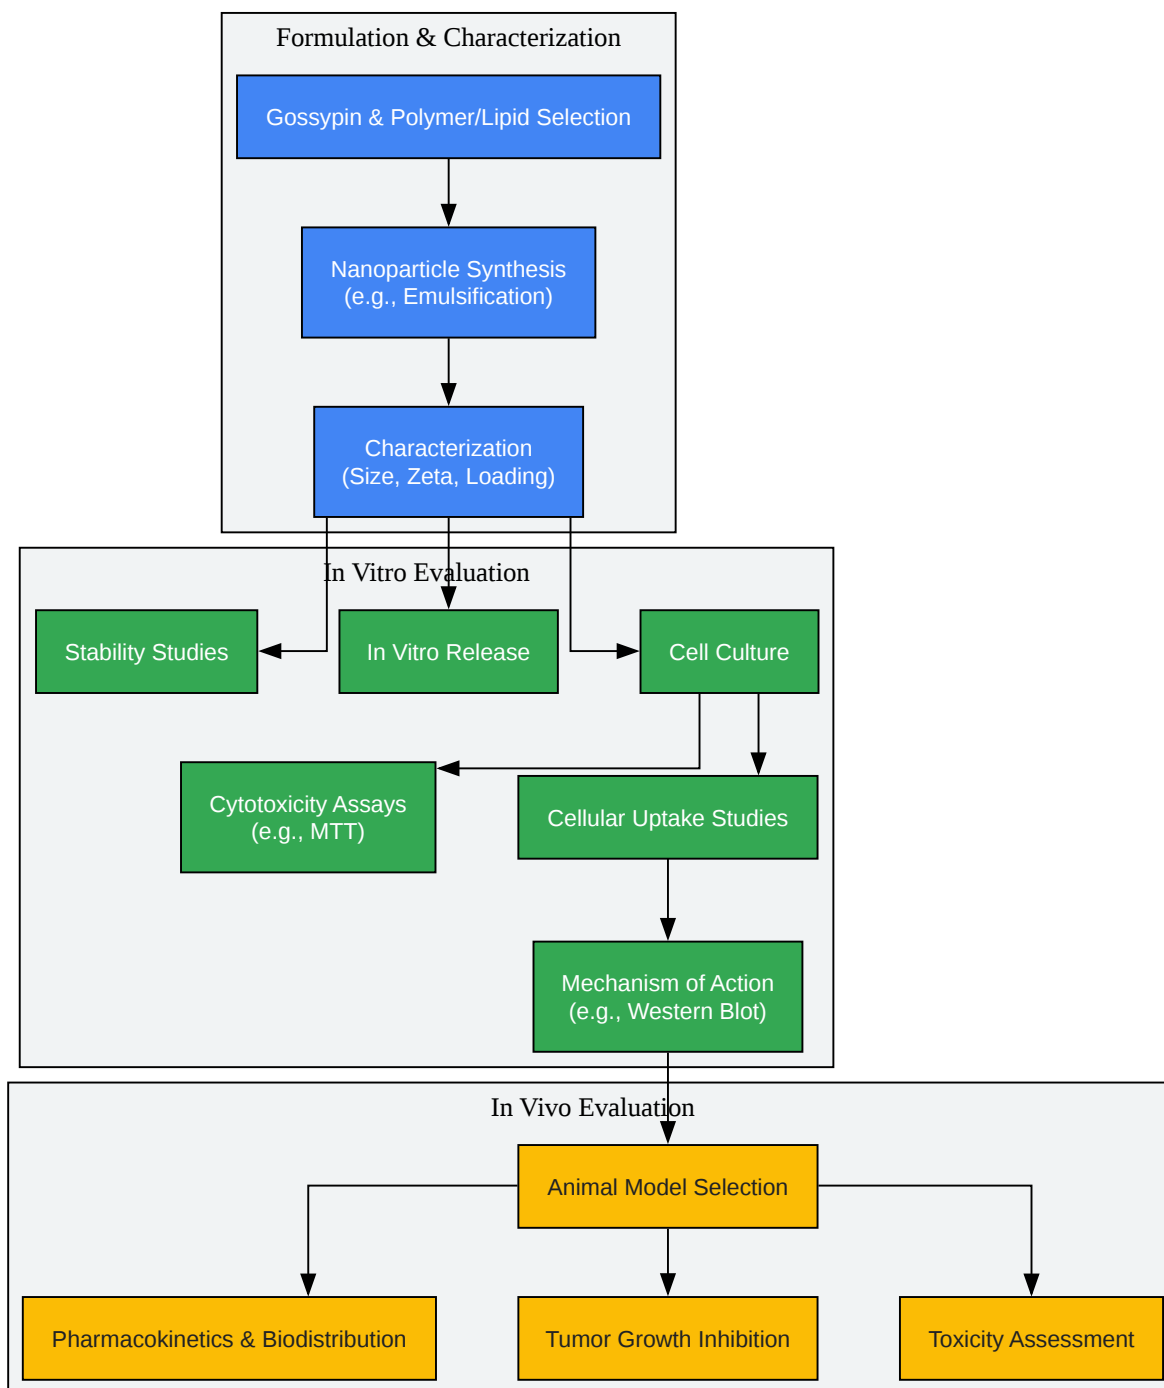 Formulation & Characterization
Gossypin & Polymer/Lipid Selection
Nanoparticle Synthesis
(e.g., Emulsification)
Characterization
(Size, Zeta, Loading)
In Vitro Evaluation
Stability Studies
In Vitro Release
Cell Culture
Cytotoxicity Assays
(e.g., MTT)
Cellular Uptake Studies
Mechanism of Action
(e.g., Western Blot)
In Vivo Evaluation
Animal Model Selection
Pharmacokinetics & Biodistribution
Tumor Growth Inhibition
Toxicity Assessment